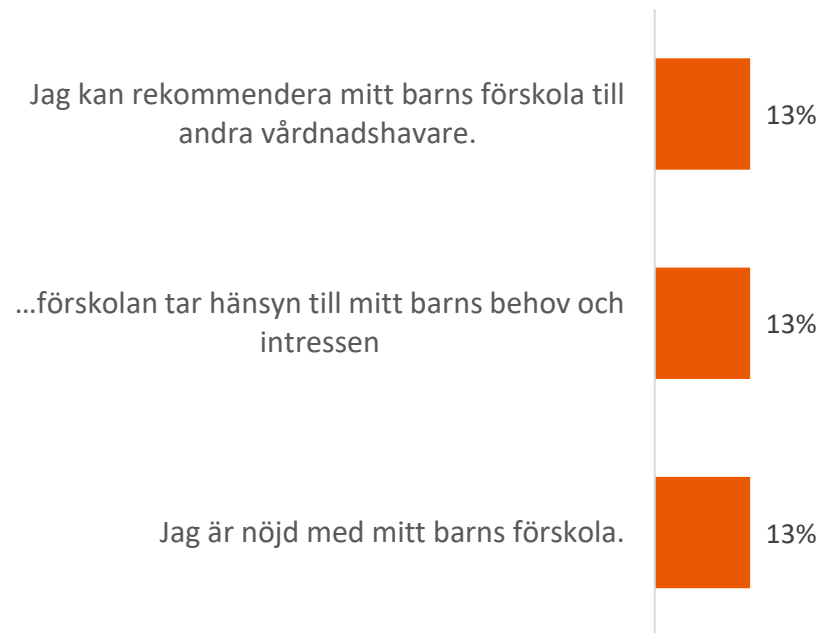 Jag kan rekommendera mitt barns förskola till
andra vårdnadshavare.
13%
...förskolan tar hänsyn till mitt barns behov och
intressen
13%
Jag är nöjd med mitt barns förskola.
13%